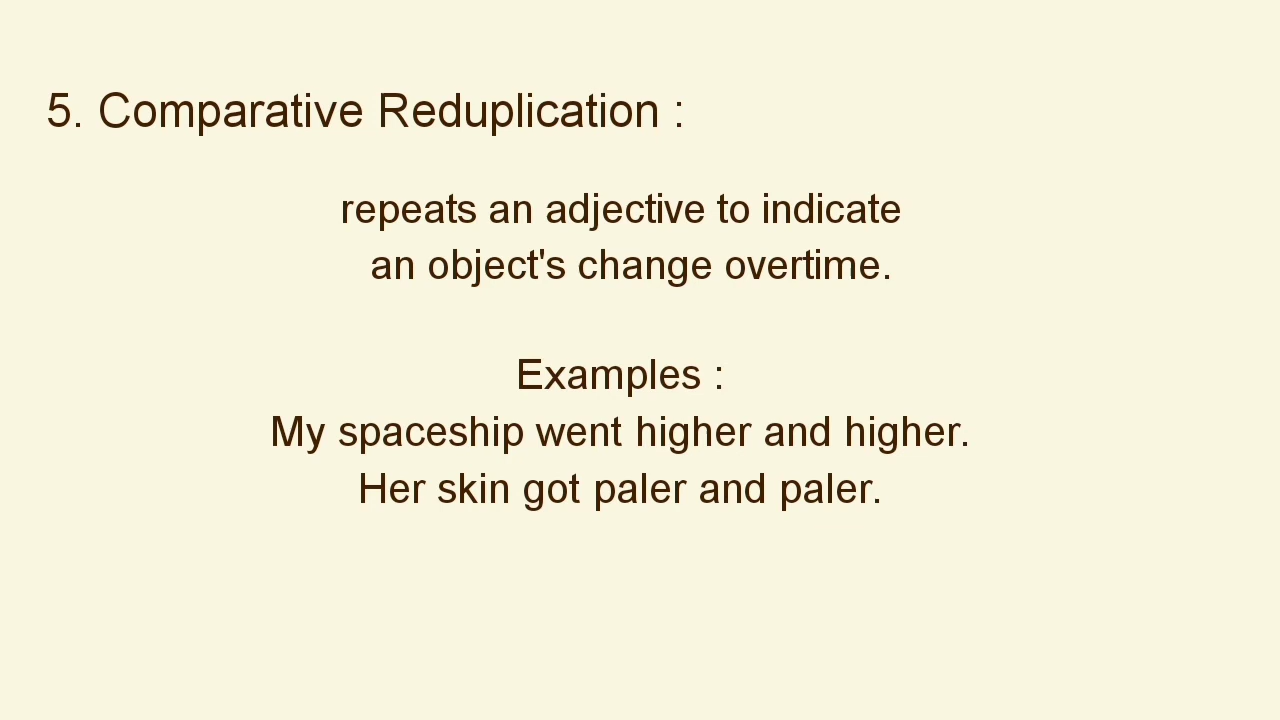 5. Comparative Reduplication :
repeats an adjective to indicate
an object's change overtime.
Examples :
My spaceship went higher and higher.
Her skin got paler and paler.